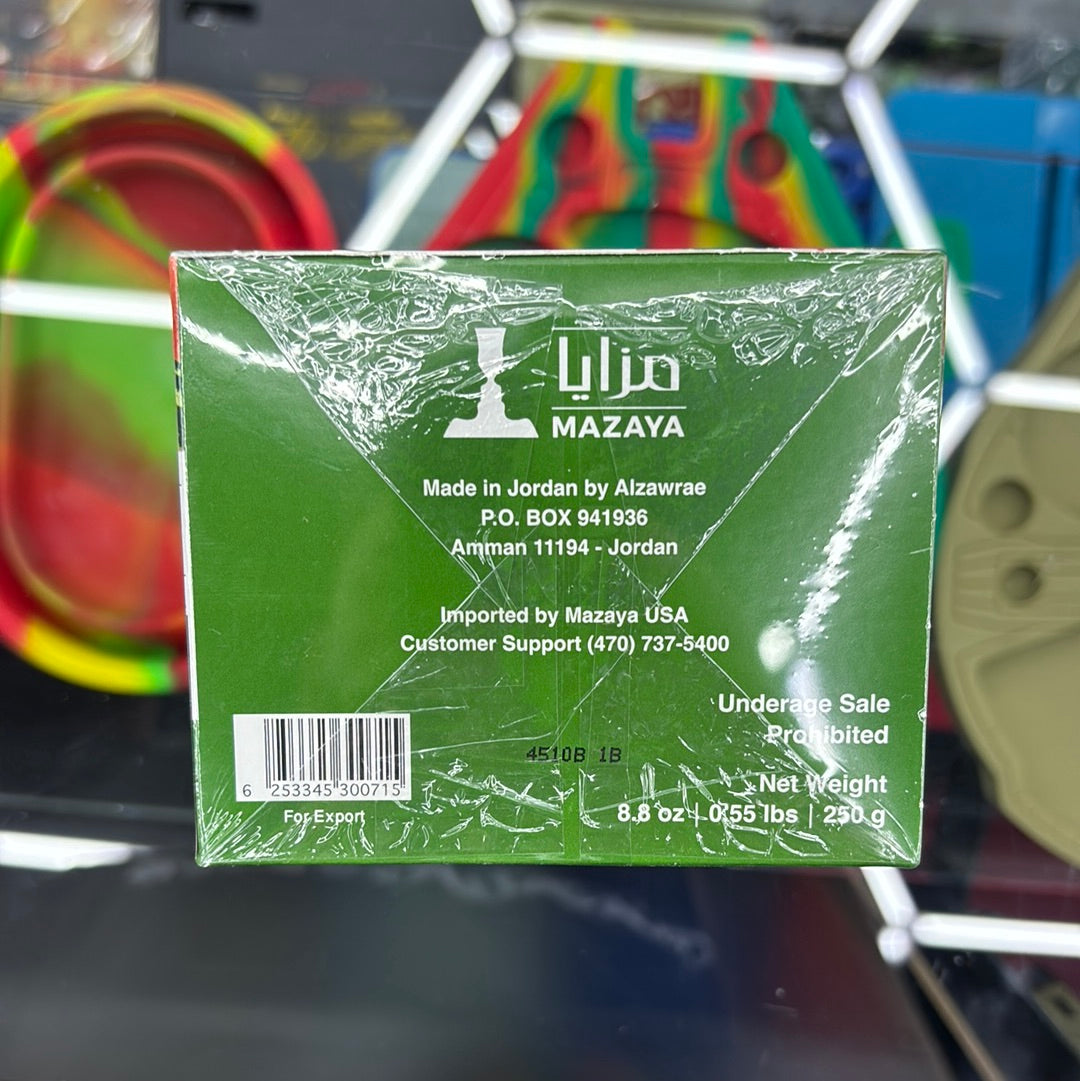 مزايا
MAZAYA
Made in Jordan by Alzawrae
P.O. BOX 941936
Amman 11194 - Jordan
Imported by Mazaya USA
Customer Support (470) 737-5400
Underage Sale
Prohibited
4510B 1B
Net Weight
8.8 oz | 0.55 lbs | 250 g
6 253345 300715
For Export